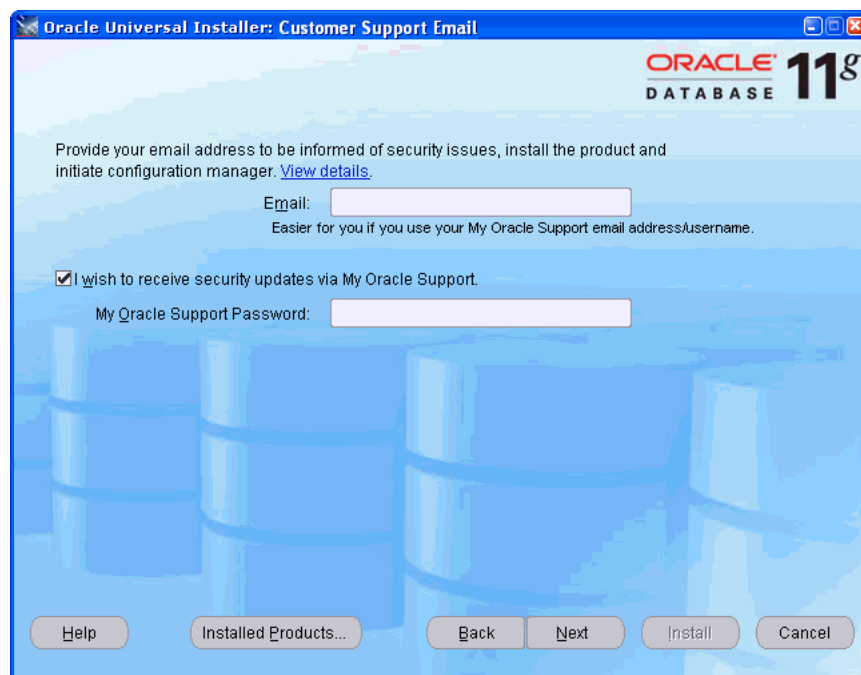 Oracle Universal Installer: Customer Support Email
ORACLE
DATABASE 11g
Provide your email address to be informed of security issues, install the product and
initiate configuration manager. View details.
Email:
Easier for you if you use your My Oracle Support email address/username.
I wish to receive security updates via My Oracle Support.
My Oracle Support Password:
Help Installed Products... Back Next Install Cancel